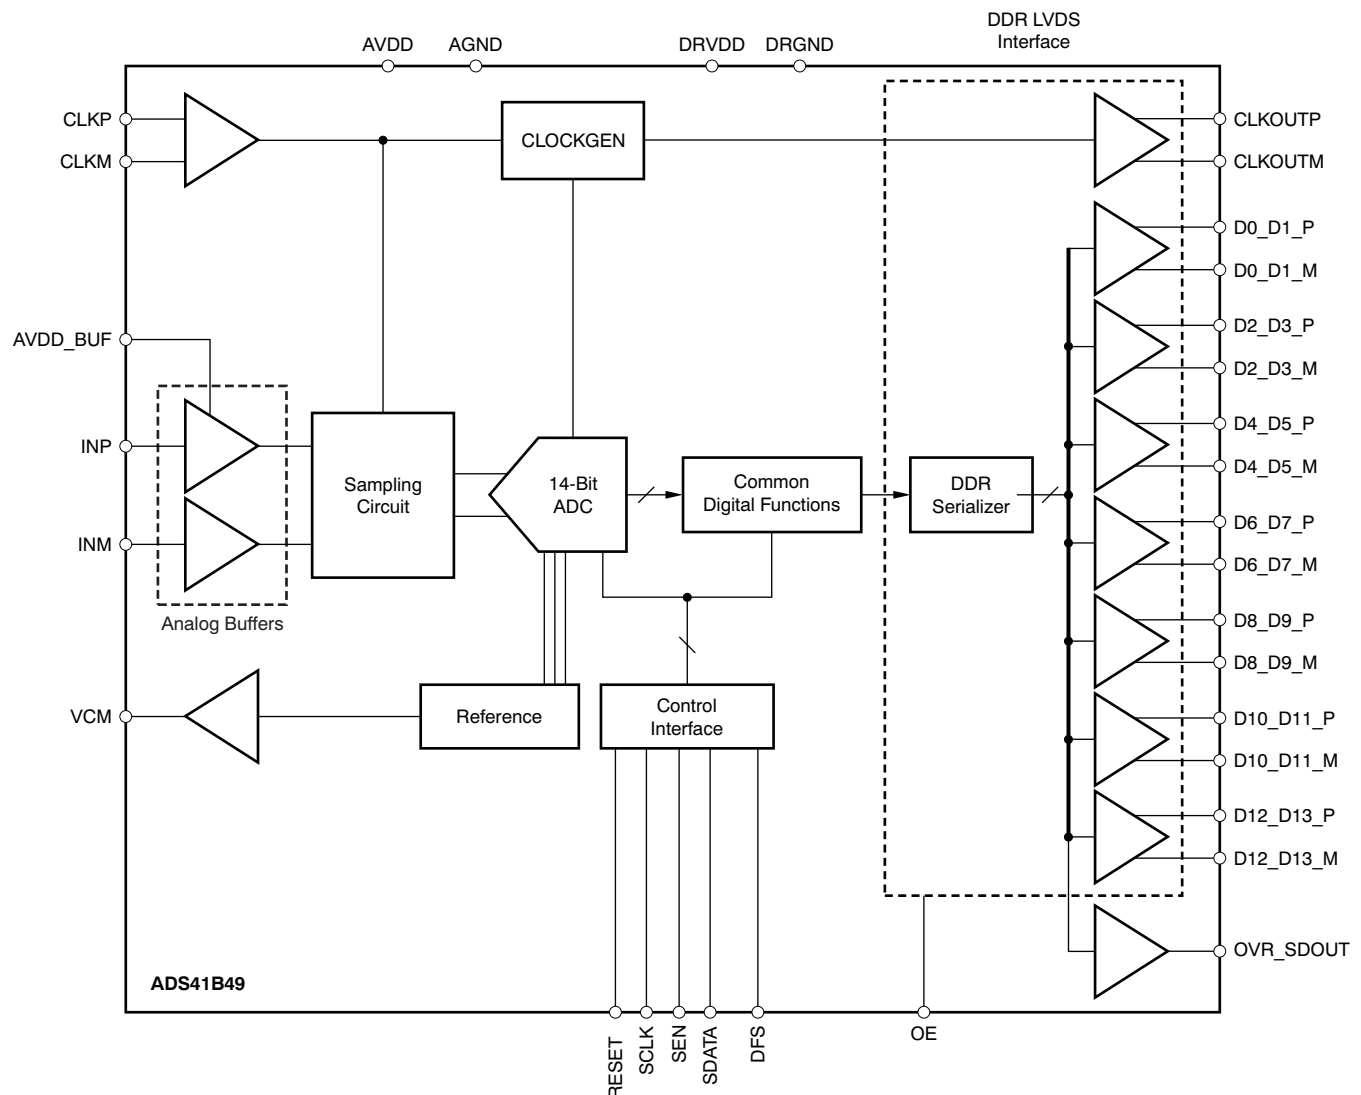 DDR LVDS
Interface
AVDD
AGND
DRVDD
DRGND
CLKP
CLKM
CLOCKGEN
CLKOUTP
CLKOUTM
D0_D1_P
D0_D1_M
D2_D3_P
D2_D3_M
AVDD_BUF
INP
INM
Analog Buffers
Sampling
Circuit
14-Bit
ADC
Common
Digital Functions
DDR
Serializer
D4_D5_P
D4_D5_M
D6_D7_P
D6_D7_M
D8_D9_P
D8_D9_M
VCM
Reference
Control
Interface
D10_D11_P
D10_D11_M
D12_D13_P
D12_D13_M
OVR_SDOUT
ADS41B49
RESET
SCLK
SEN
SDATA
DFS
OE